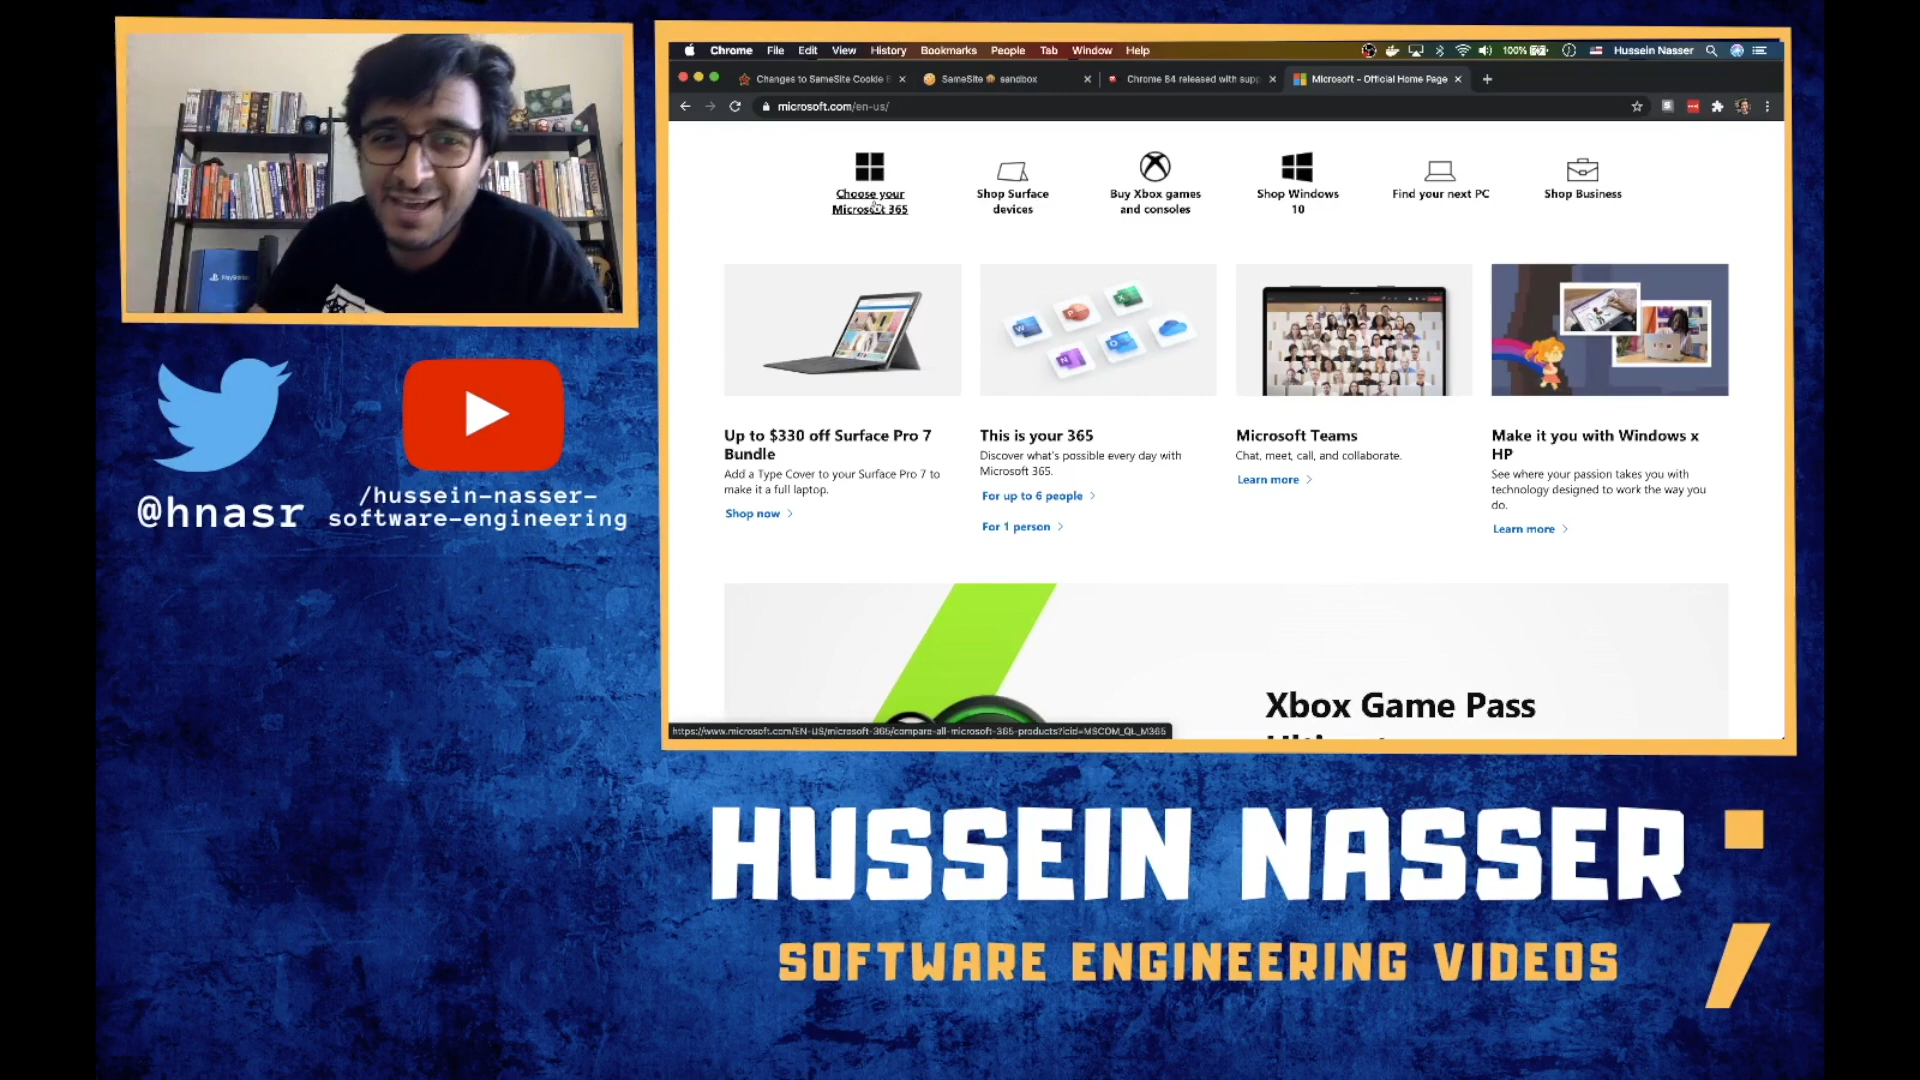 PlayStation
@hnasr
/hussein-nasser-
software-engineering
Chrome File Edit View History Bookmarks People Tab Window Help
100% Hussein Nasser
Changes to SameSite Cookie B
SameSite sandbox
Chrome 84 released with supp
Microsoft - Official Home Page
microsoft.com/en-us/
Choose your
Microsoft 365
Shop Surface
devices
Buy Xbox games
and consoles
Shop Windows
10
Find your next PC
Shop Business
Up to $330 off Surface Pro 7
Bundle
Add a Type Cover to your Surface Pro 7 to
make it a full laptop.
Shop now
This is your 365
Discover what's possible every day with
Microsoft 365.
For up to 6 people
For 1 person
Microsoft Teams
Chat, meet, call, and collaborate.
Learn more
Make it you with Windows x
HP
See where your passion takes you with
technology designed to work the way you
do.
Learn more
Xbox Game Pass
https://www.microsoft.com/EN-US/microsoft-365/compare-all-microsoft-365-products?icid=MSCOM_QL_M365
HUSSEIN NASSER
SOFTWARE ENGINEERING VIDEOS
;